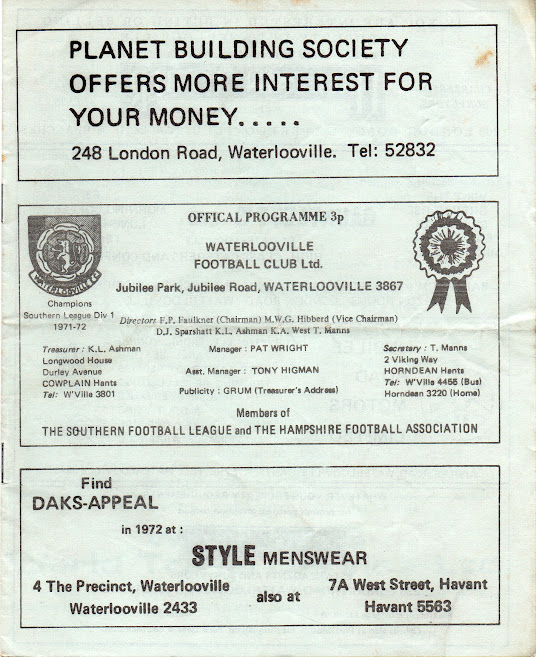 PLANET BUILDING SOCIETY
OFFERS MORE INTEREST FOR
YOUR MONEY.....
248 London Road, Waterlooville. Tel: 52832
OFFICAL PROGRAMME 3p
WATERLOOVILLE
FOOTBALL CLUB Ltd.
Jubilee Park, Jubilee Road, WATERLOOVILLE 3867
WATERLOOVILLE F.C.
Champions
Southern League Div 1
1971-72
Directors F.P. Faulkner (Chairman) M.W.G. Hibberd (Vice Chairman)
D.J. Sparshatt K.L. Ashman K.A. West T. Manns
Treasurer : K.L. Ashman
Longwood House
Durley Avenue
COWPLAIN Hants
Tel: W'Ville 3801
Manager : PAT WRIGHT
Asst. Manager : TONY HIGMAN
Publicity : GRUM (Treasurer's Address)
Secretary : T. Manns
2 Viking Way
HORNDEAN Hants
Tel: W'Ville 4455 (Bus)
Horndean 3220 (Home)
Members of
THE SOUTHERN FOOTBALL LEAGUE and THE HAMPSHIRE FOOTBALL ASSOCIATION
Find
DAKS-APPEAL
in 1972 at :
STYLE MENSWEAR
4 The Precinct, Waterlooville
Waterlooville 2433
also at
7A West Street, Havant
Havant 5563